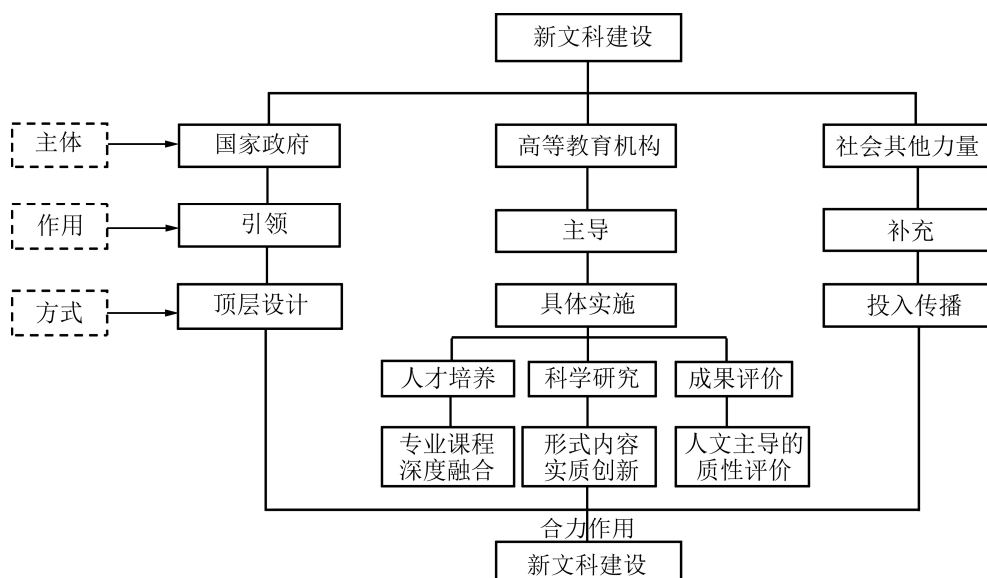 新文科建设
主体
国家政府
高等教育机构
社会其他力量
作用
引领
主导
补充
方式
顶层设计
具体实施
投入传播
人才培养
科学研究
成果评价
专业课程
深度融合
形式内容
实质创新
人文主导的
质性评价
合力作用
新文科建设